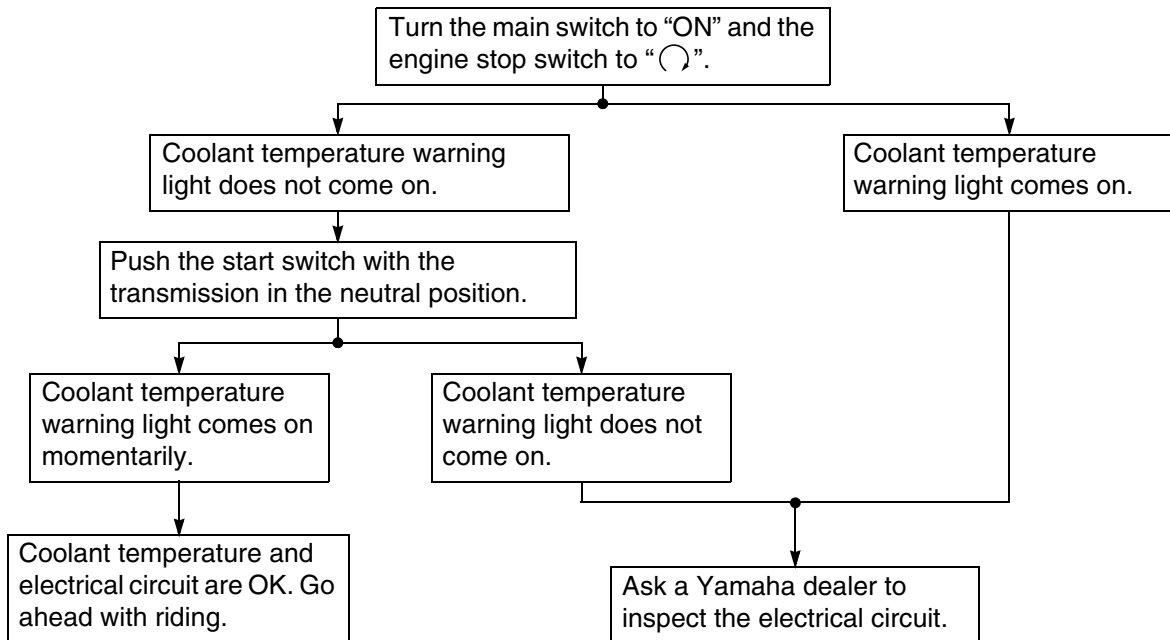 Turn the main switch to “ON” and the
engine stop switch to “”.
Coolant temperature warning
light does not come on.
Coolant temperature
warning light comes on.
Push the start switch with the
transmission in the neutral position.
Coolant temperature
warning light comes on
momentarily.
Coolant temperature
warning light does not
come on.
Coolant temperature and
electrical circuit are OK. Go
ahead with riding.
Ask a Yamaha dealer to
inspect the electrical circuit.